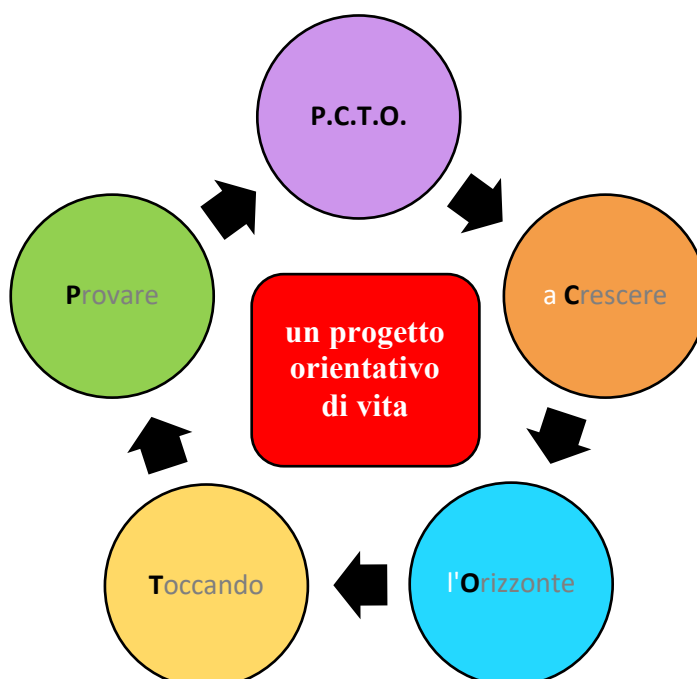 P.C.T.O.
Provare
a Crescere
un progetto
orientativo
di vita
Toccando
l'Orizzonte